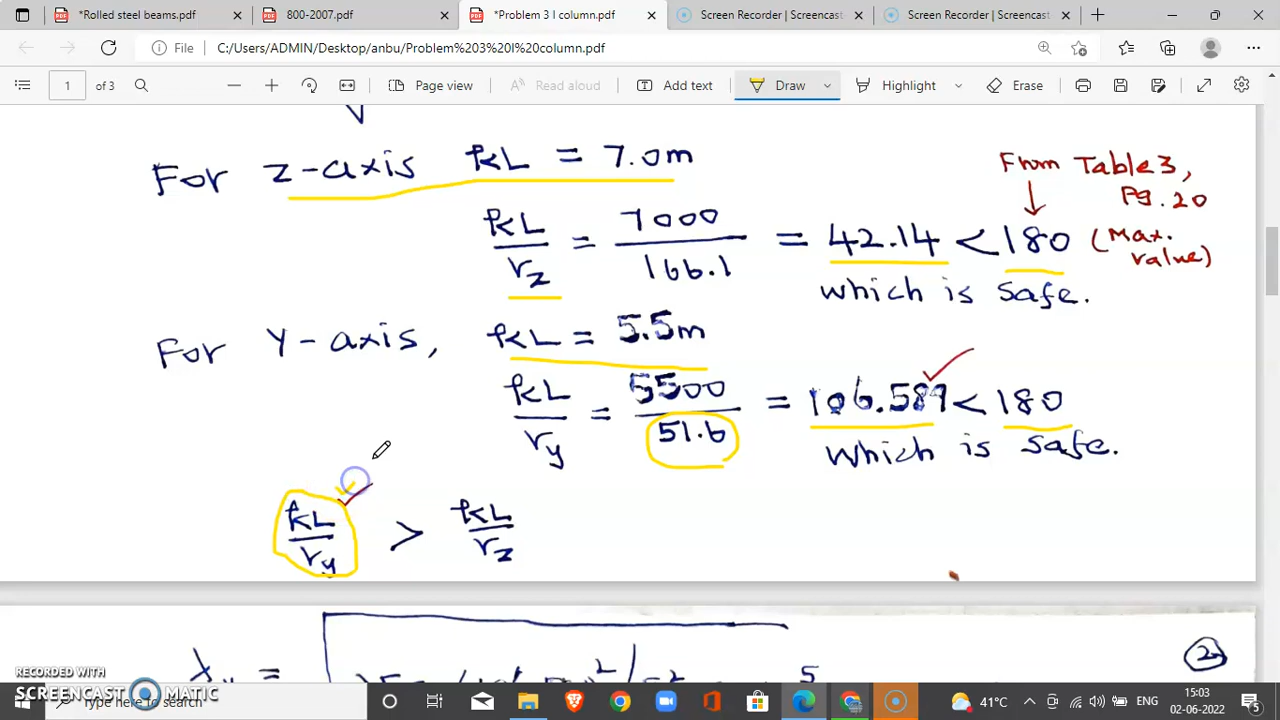 *Rolled steel beams.pdf
800-2007.pdf
*Problem 3 I column.pdf
Screen Recorder | Screencast
Screen Recorder | Screencast
File
C:/Users/ADMIN/Desktop/anbu/Problem%203%20I%20column.pdf
1 of 3
Page view
Read aloud
Add text
Draw
Highlight
Erase
For z-axis kL = 7.0m
From Table 3,
Pg. 20
(Max. value)
kL/rz = 7000/166.1 = 42.14 < 180
which is safe.
For Y-axis, kL = 5.5m
kL/ry = 5500/51.6 = 106.589 < 180
which is safe.
kL/ry > kL/rz
2
RECORDED WITH
SCREENCAST MATIC
Type here to search
41°C
ENG
15:03
02-06-2022
5